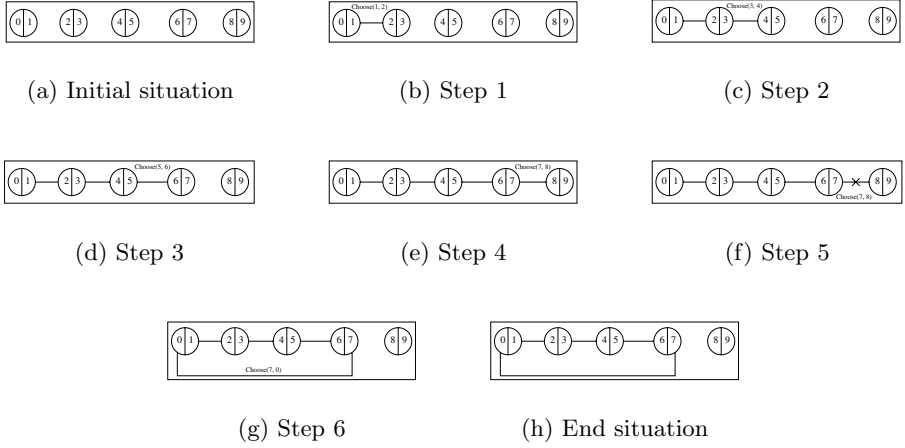 0 1 2 3 4 5 6 7 8 9
(a) Initial situation
Choose(1, 2)
0 1 2 3 4 5 6 7 8 9
(b) Step 1
Choose(3, 4)
0 1 2 3 4 5 6 7 8 9
(c) Step 2
Choose(5, 6)
0 1 2 3 4 5 6 7 8 9
(d) Step 3
Choose(7, 8)
0 1 2 3 4 5 6 7 8 9
(e) Step 4
0 1 2 3 4 5 6 7 8 9
Choose(7, 8)
(f) Step 5
0 1 2 3 4 5 6 7 8 9
Choose(7, 0)
(g) Step 6
0 1 2 3 4 5 6 7 8 9
(h) End situation